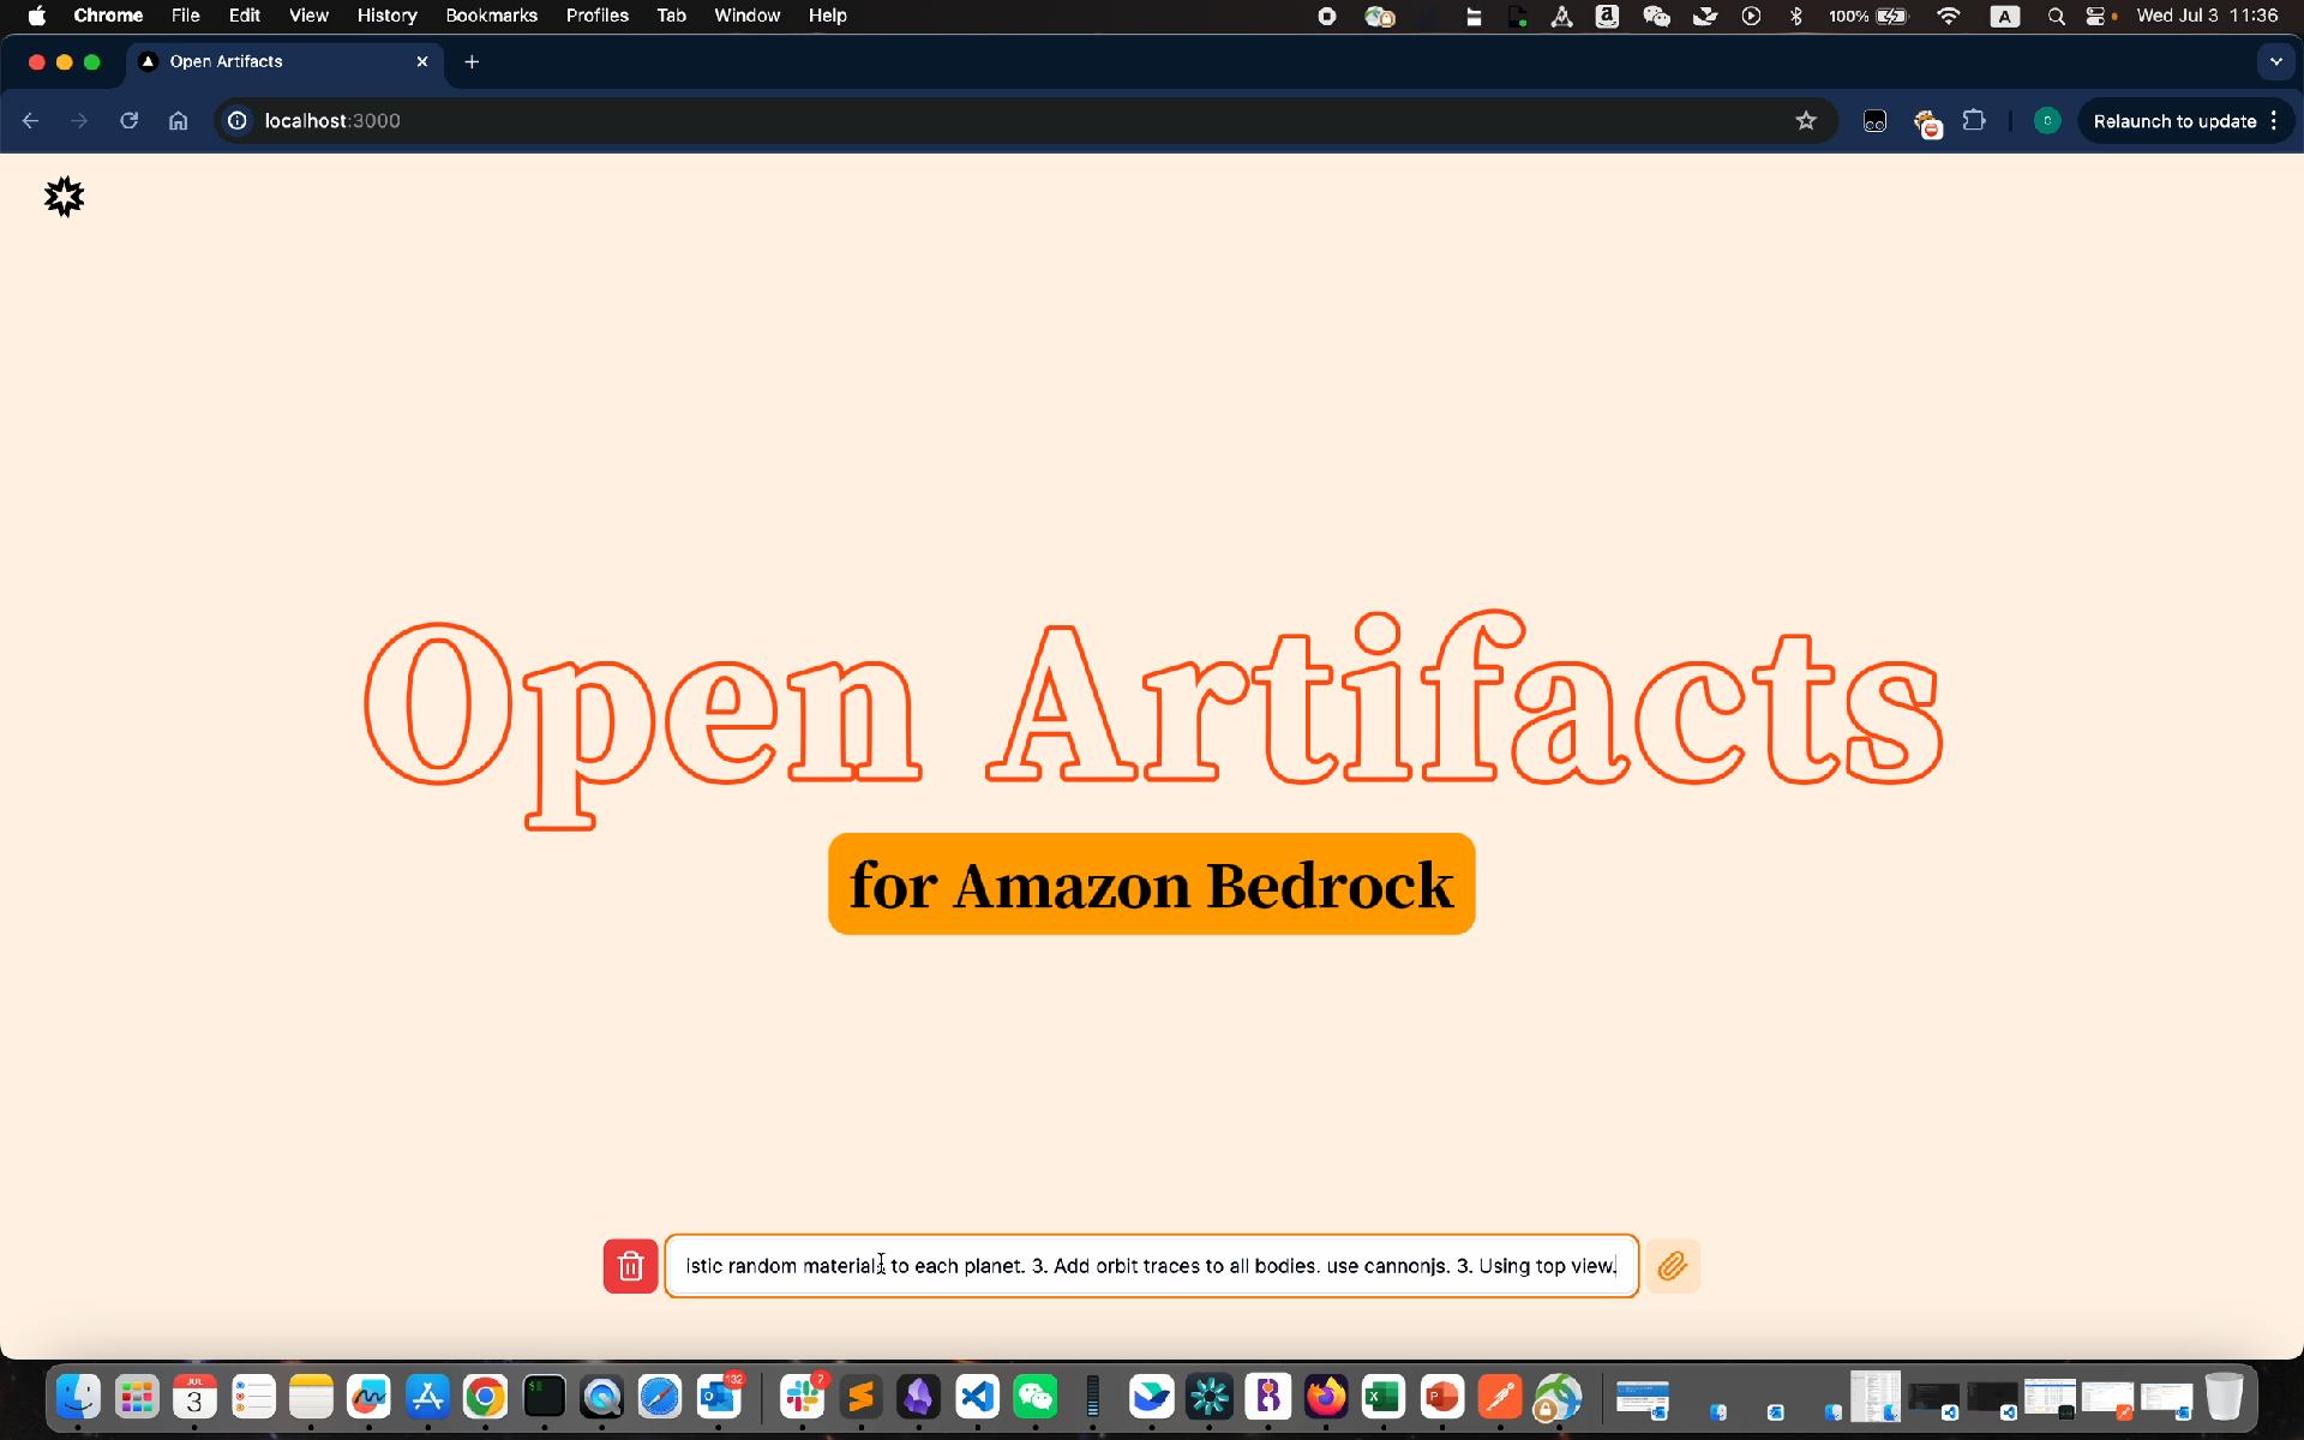 Chrome File Edit View History Bookmarks Profiles Tab Window Help 100% A Wed Jul 3 11:36
Open Artifacts
localhost:3000 Relaunch to update
Open Artifacts
for Amazon Bedrock
istic random materials to each planet. 3. Add orbit traces to all bodies. use cannonjs. 3. Using top view.
JUL 132 7
3